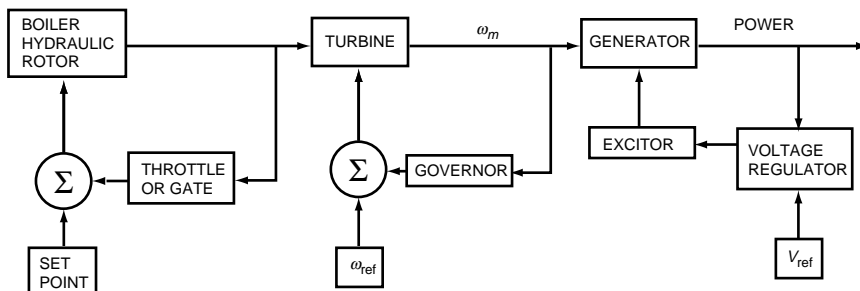 BOILER
HYDRAULIC
ROTOR
TURBINE
ωm
GENERATOR
POWER
Σ
THROTTLE
OR GATE
Σ
GOVERNOR
EXCITOR
VOLTAGE
REGULATOR
SET
POINT
ωref
Vref